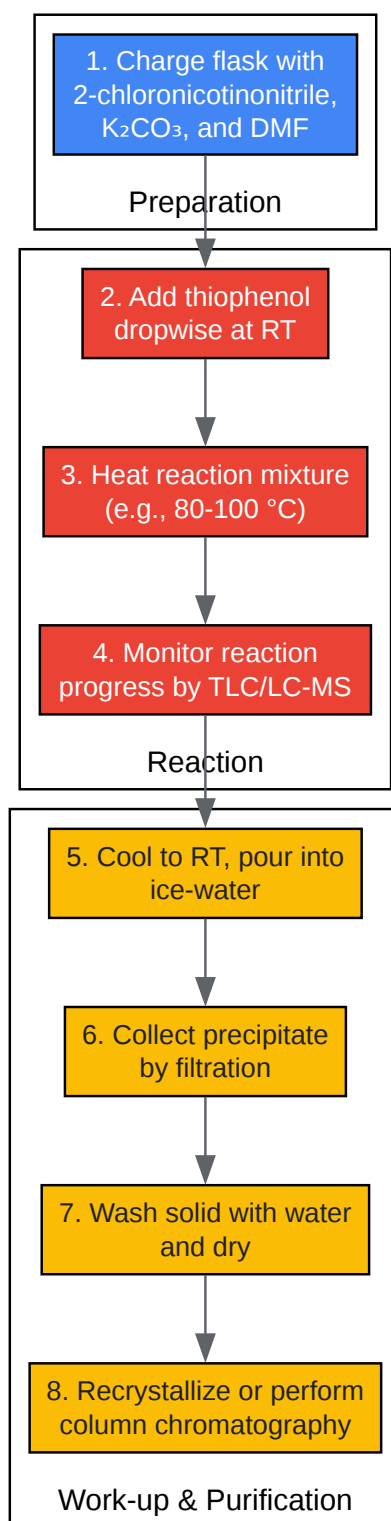 1. Charge flask with
2-chloronicotinonitrile,
K₂CO₃, and DMF
Preparation
2. Add thiophenol
dropwise at RT
3. Heat reaction mixture
(e.g., 80-100 °C)
4. Monitor reaction
progress by TLC/LC-MS
Reaction
5. Cool to RT, pour into
ice-water
6. Collect precipitate
by filtration
7. Wash solid with water
and dry
8. Recrystallize or perform
column chromatography
Work-up & Purification